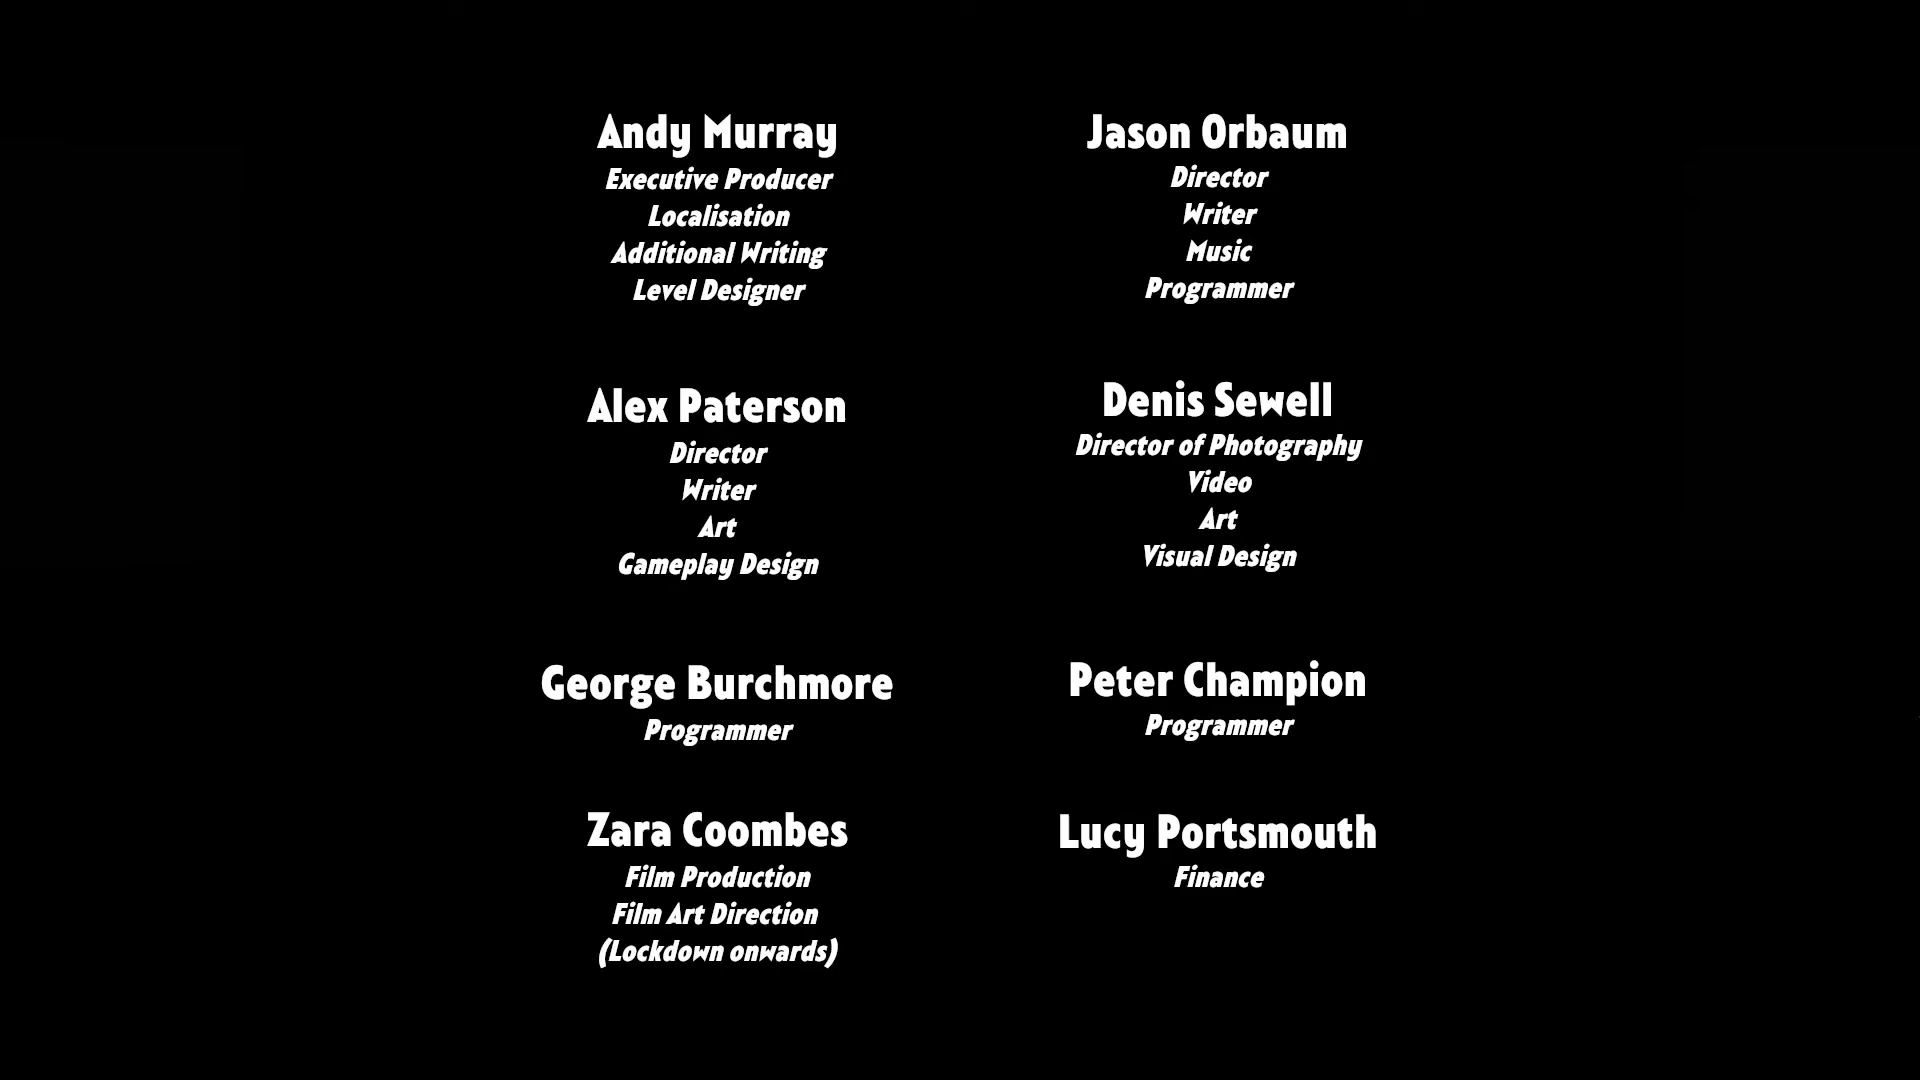 Andy Murray
Executive Producer
Localisation
Additional Writing
Level Designer
Jason Orbaum
Director
Writer
Music
Programmer
Alex Paterson
Director
Writer
Art
Gameplay Design
Denis Sewell
Director of Photography
Video
Art
Visual Design
George Burchmore
Programmer
Peter Champion
Programmer
Zara Coombes
Film Production
Film Art Direction
(Lockdown onwards)
Lucy Portsmouth
Finance